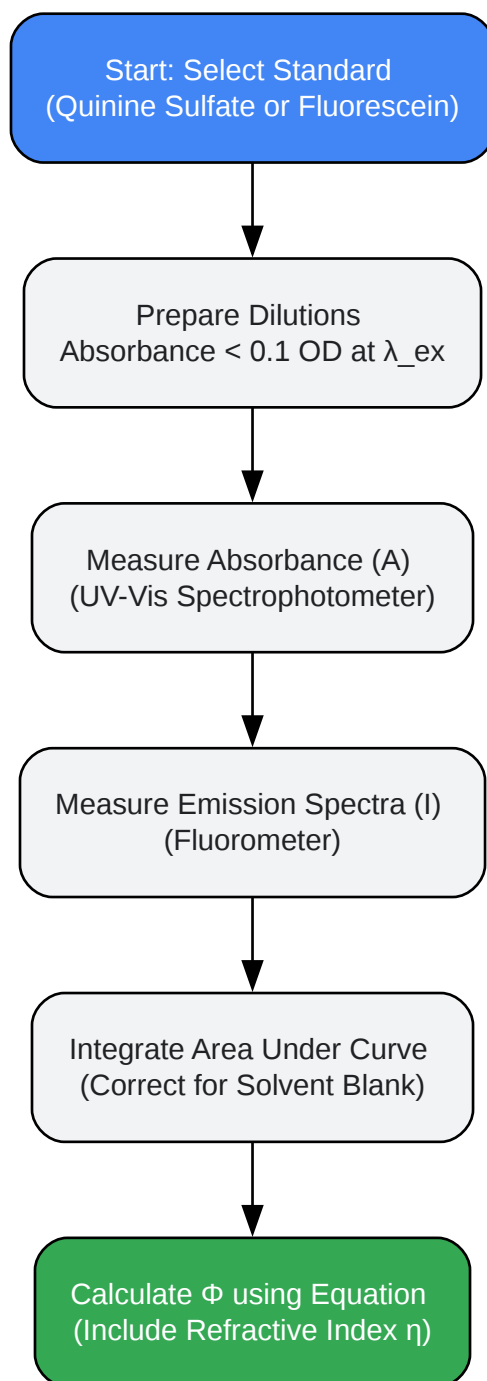 Start: Select Standard
(Quinine Sulfate or Fluorescein)
Prepare Dilutions
Absorbance < 0.1 OD at λ_ex
Measure Absorbance (A)
(UV-Vis Spectrophotometer)
Measure Emission Spectra (I)
(Fluorometer)
Integrate Area Under Curve
(Correct for Solvent Blank)
Calculate Φ using Equation
(Include Refractive Index η)